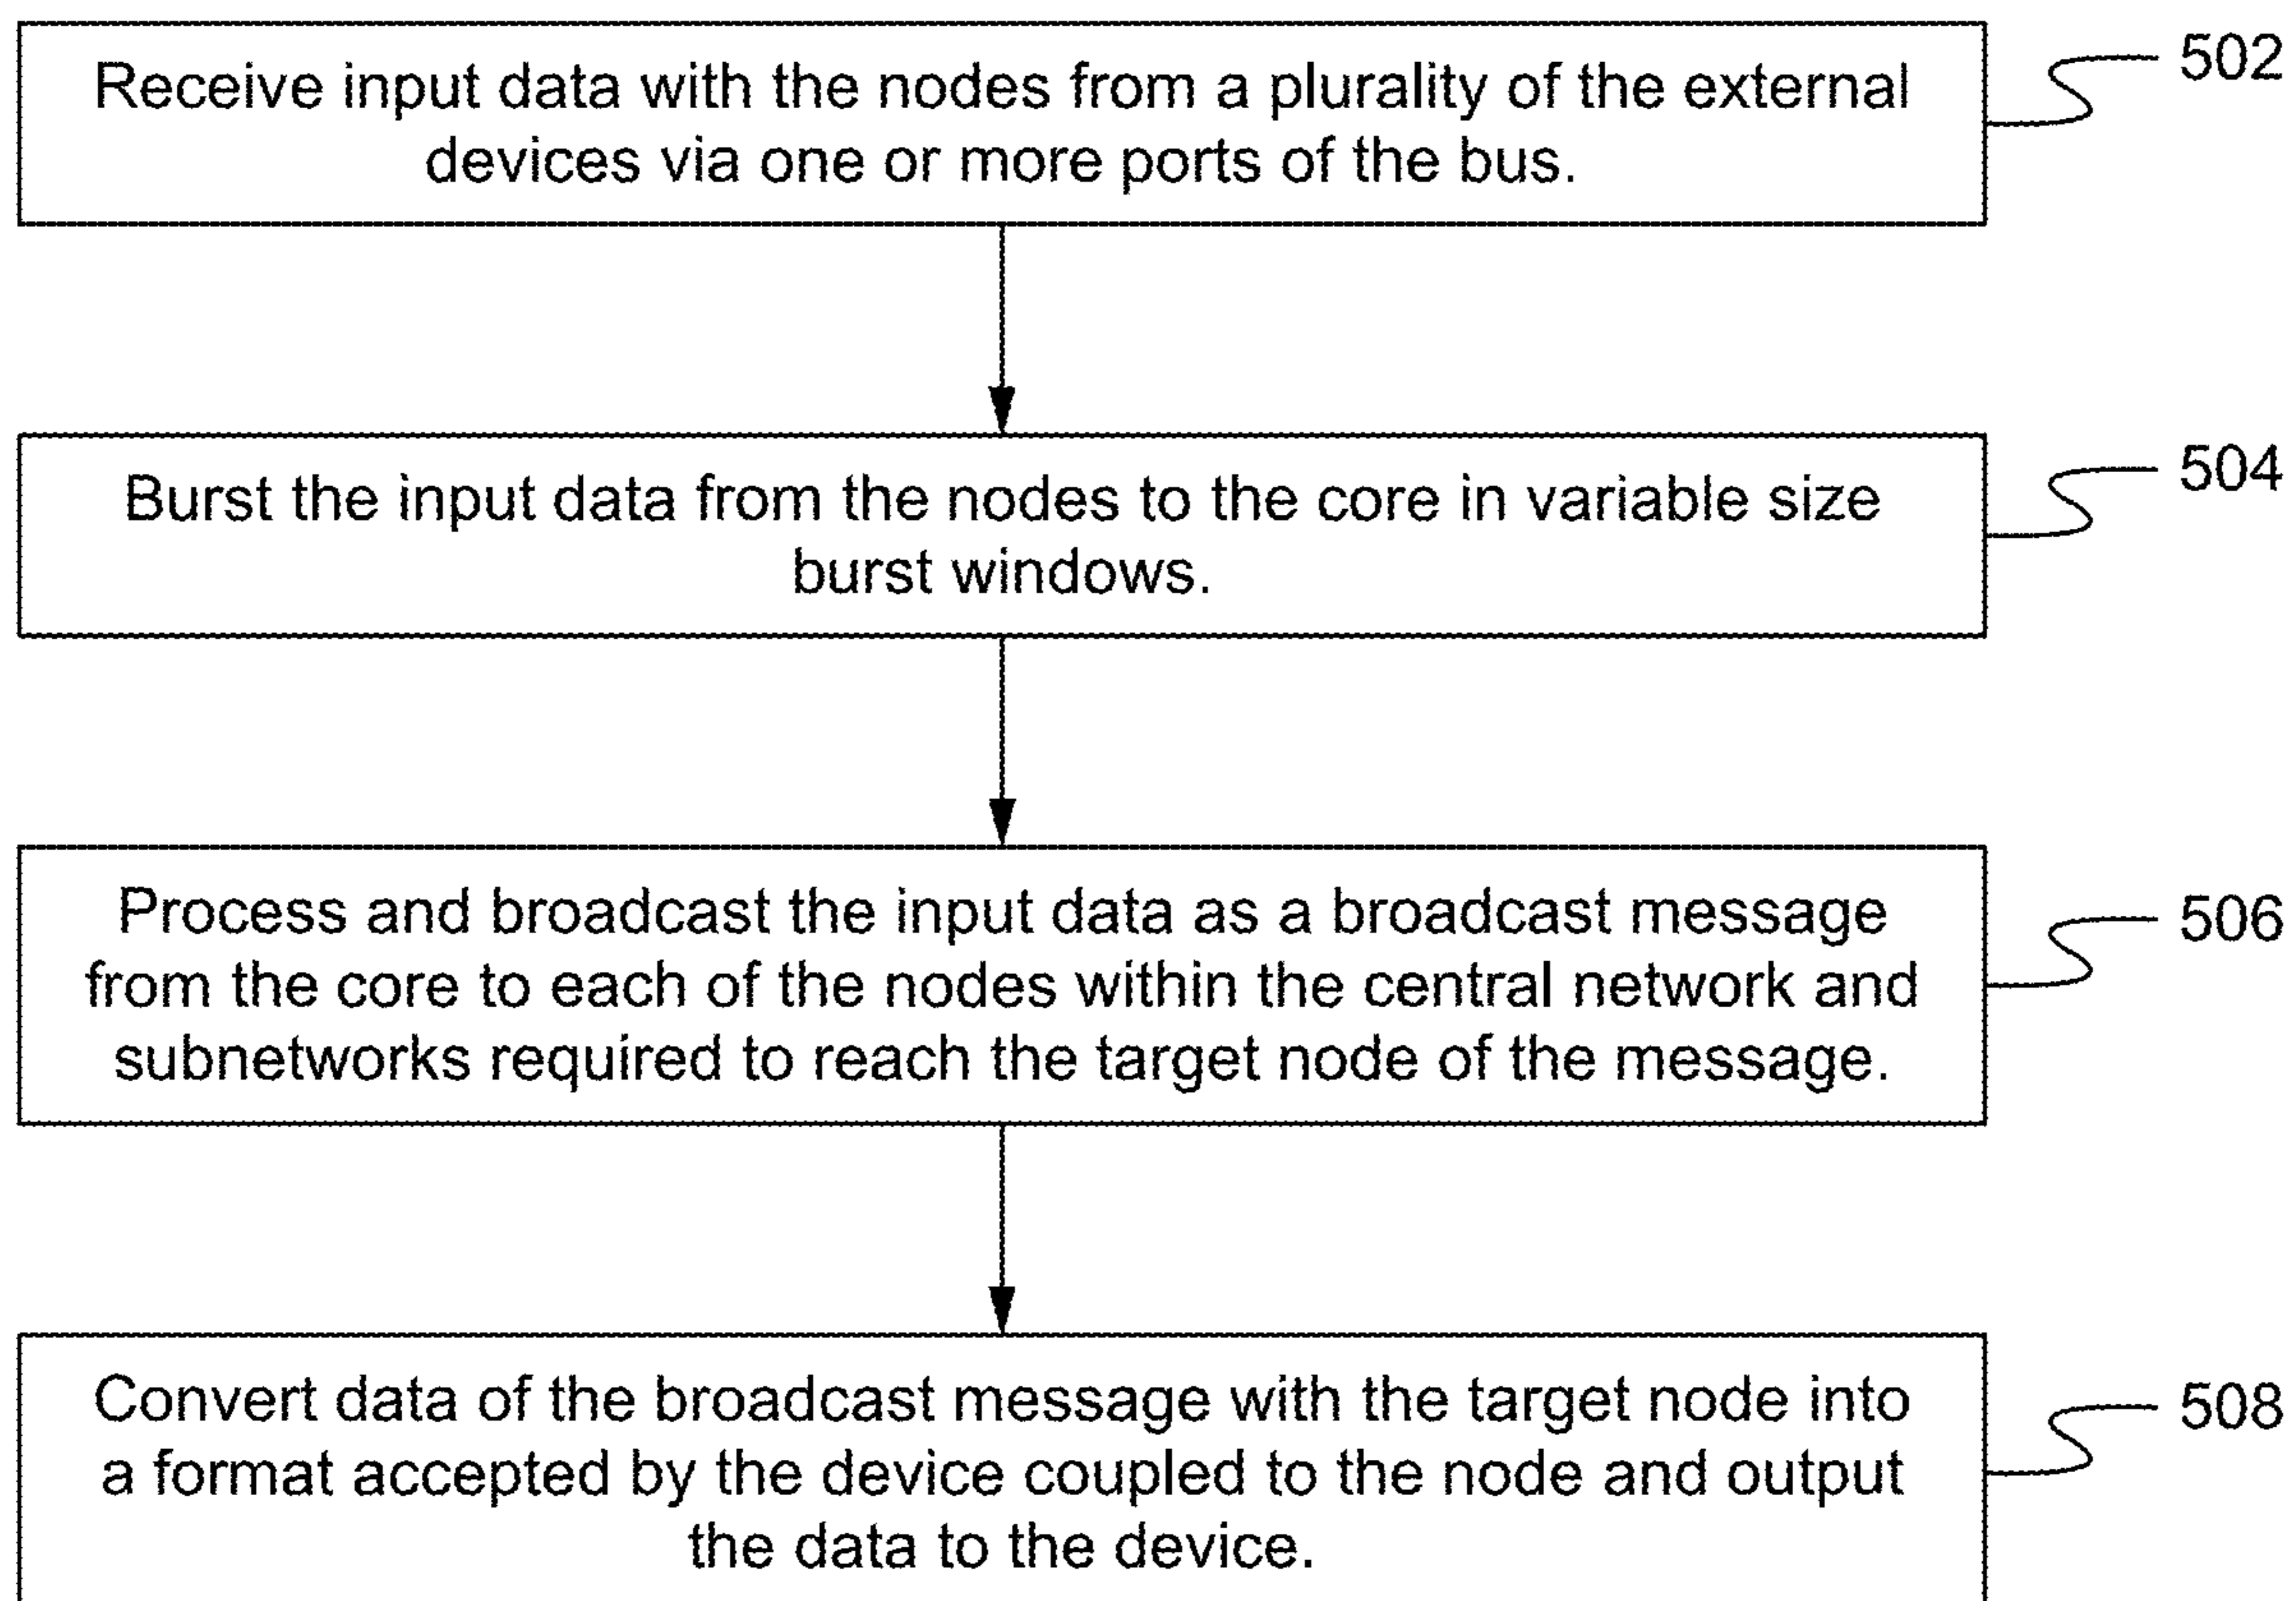 Receive input data with the nodes from a plurality of the external
devices via one or more ports of the bus.
502
Burst the input data from the nodes to the core in variable size
burst windows.
504
Process and broadcast the input data as a broadcast message
from the core to each of the nodes within the central network and
subnetworks required to reach the target node of the message.
506
Convert data of the broadcast message with the target node into
a format accepted by the device coupled to the node and output
the data to the device.
508